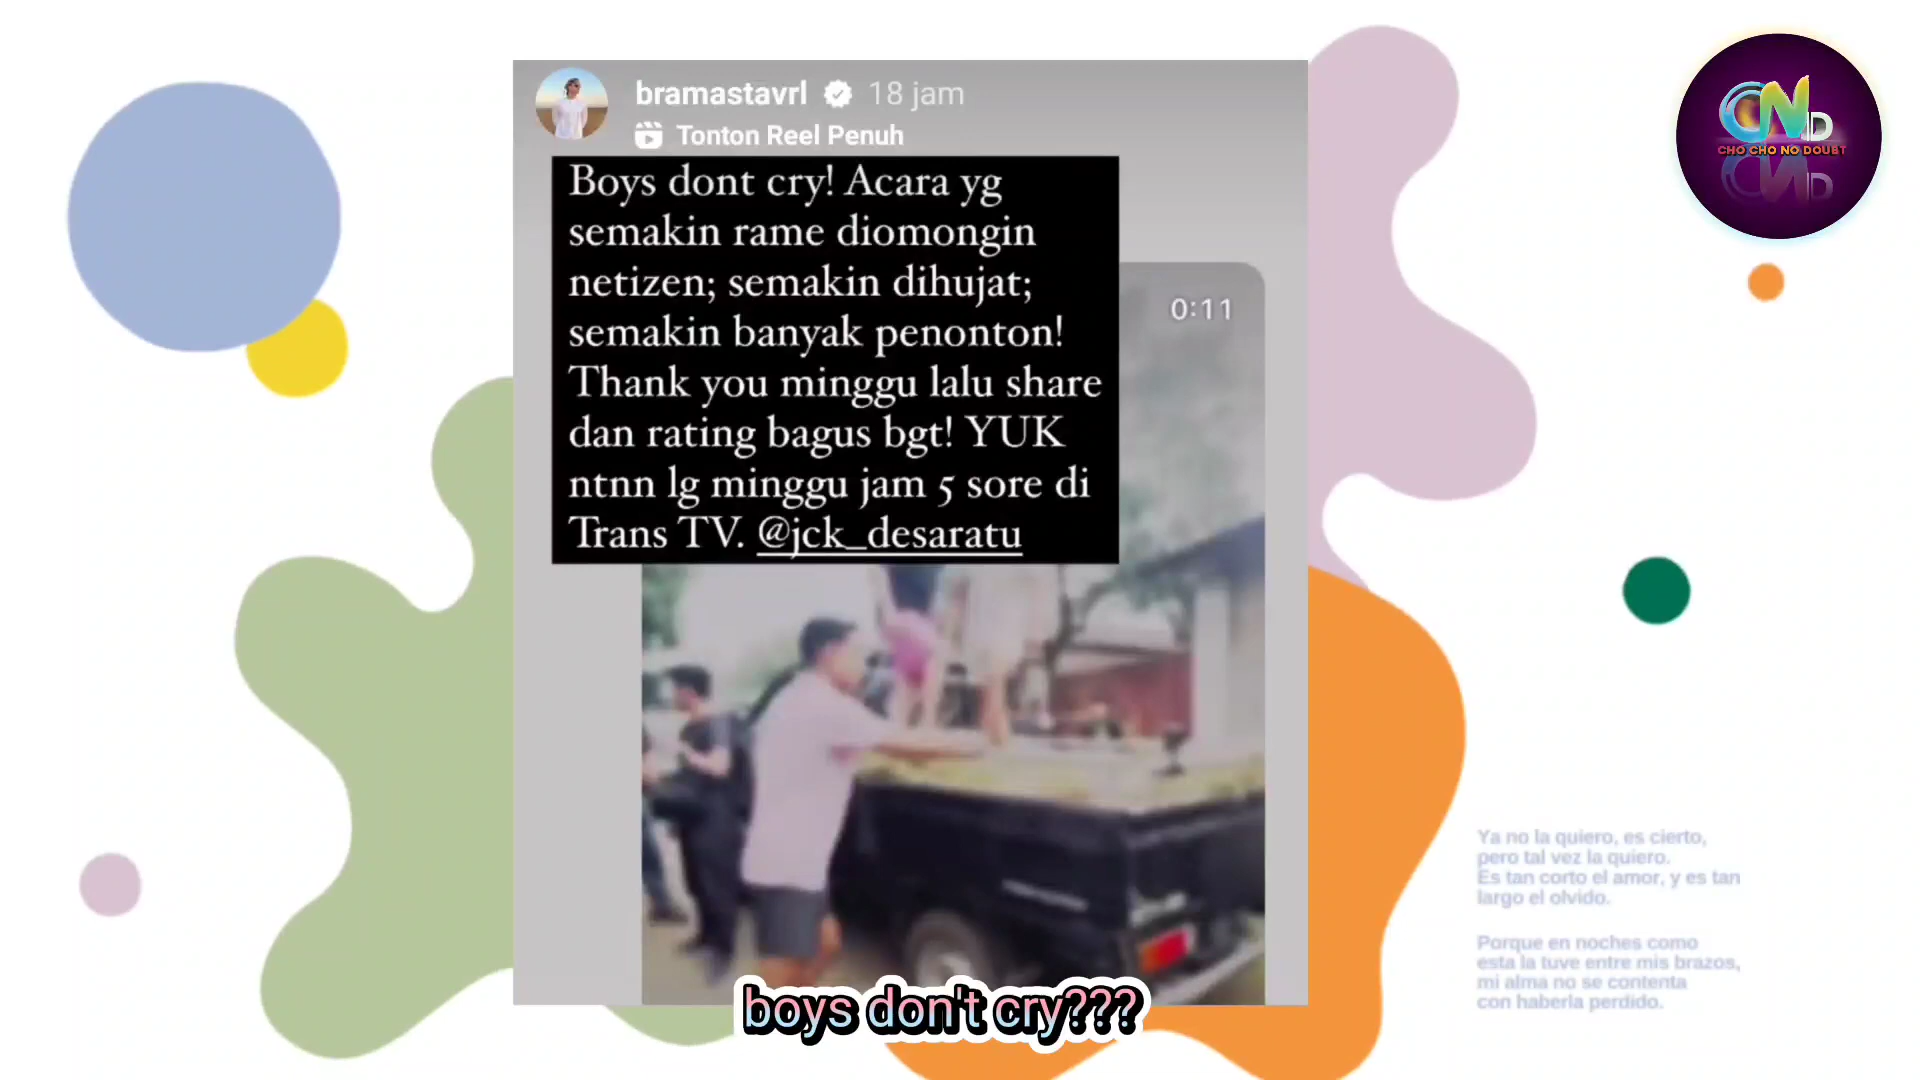 bramastavrl 18 jam
Tonton Reel Penuh
Boys dont cry! Acara yg
semakin rame diomongin
netizen; semakin dihujat;
semakin banyak penonton!
Thank you minggu lalu share
dan rating bagus bgt! YUK
ntnn lg minggu jam 5 sore di
Trans TV. @jck_desaratu
0:11
CND
CHO CHO NO DOUBT
Ya no la quiero, es cierto,
pero tal vez la quiero.
Es tan corto el amor, y es tan
largo el olvido.
Porque en noches como
esta la tuve entre mis brazos,
mi alma no se contenta
con haberla perdido.
boys don't cry???